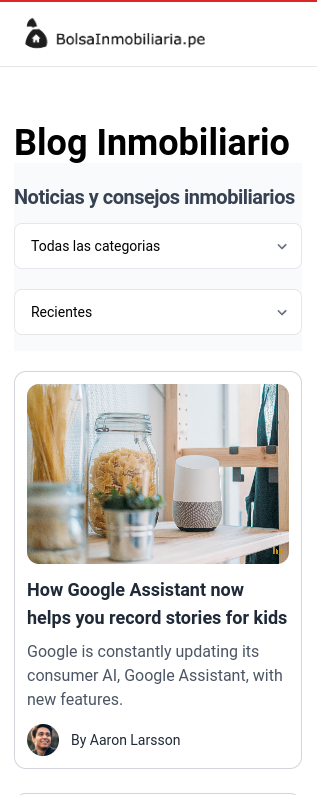 BolsaInmobiliaria.pe
Blog Inmobiliario
Noticias y consejos inmobiliarios
Todas las categorias
Recientes
How Google Assistant now
helps you record stories for kids
Google is constantly updating its
consumer AI, Google Assistant, with
new features.
By Aaron Larsson